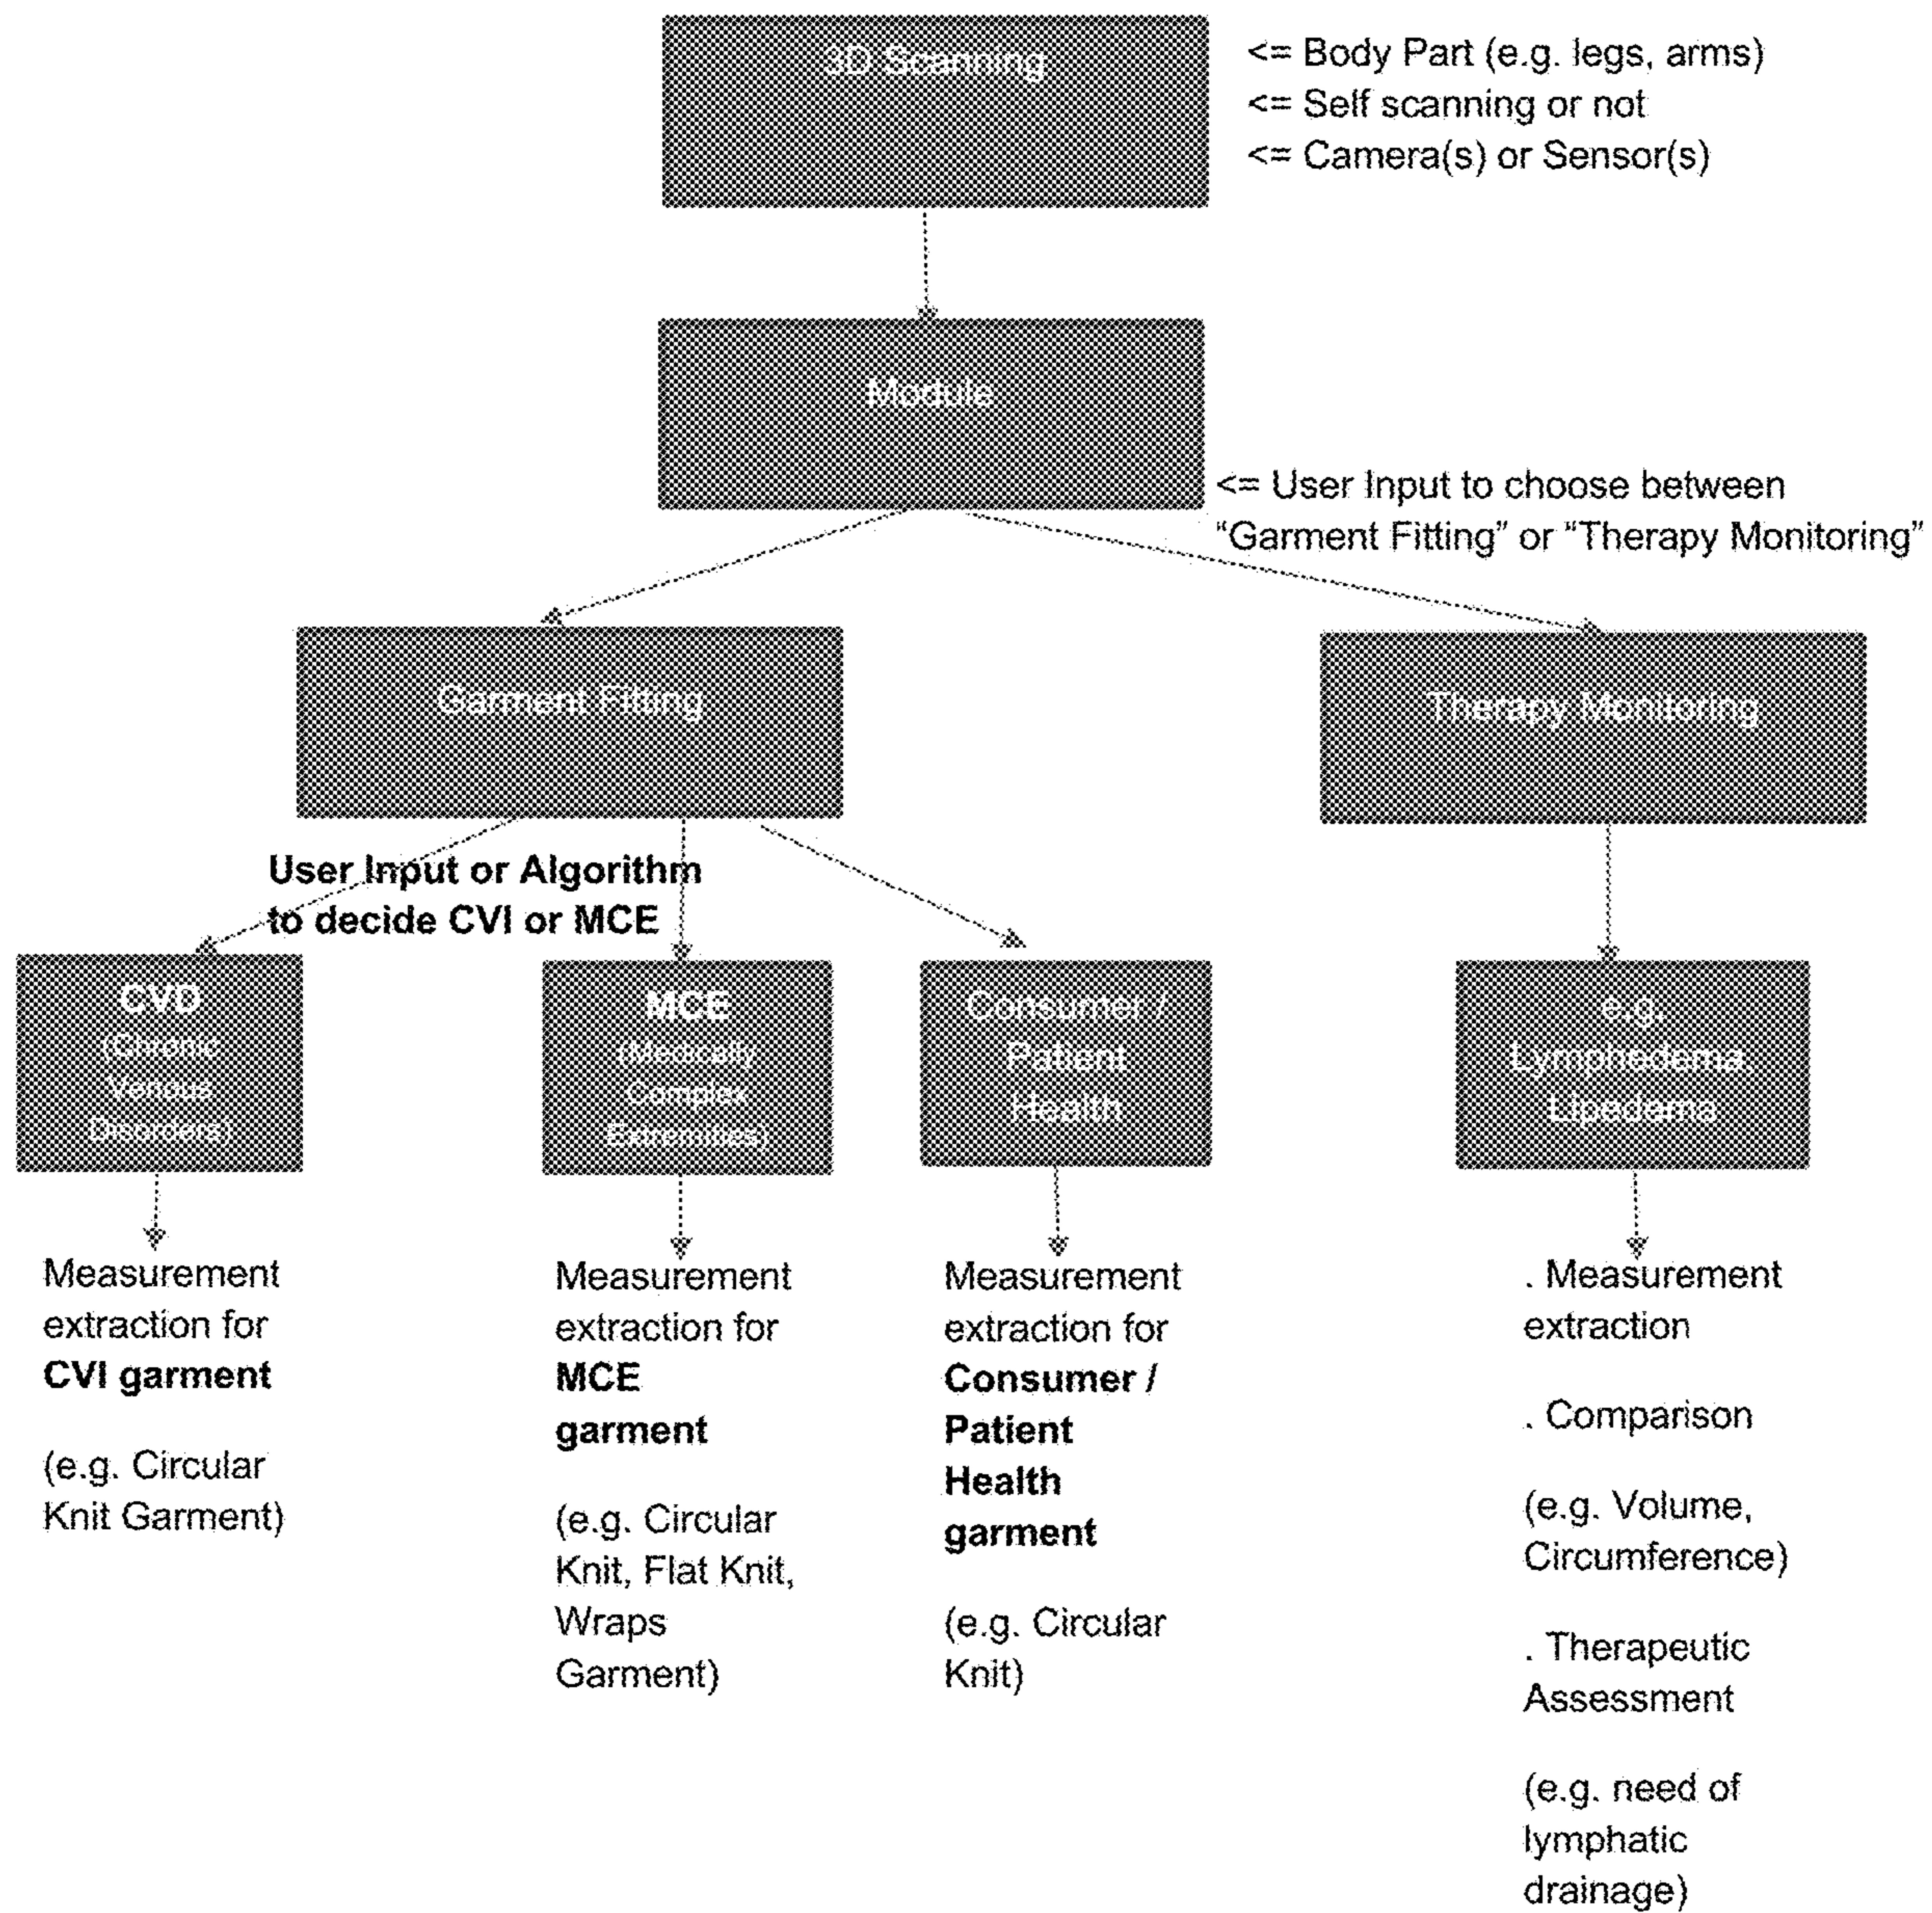 3D Scanning
<= Body Part (e.g. legs, arms)
<= Self scanning or not
<= Camera(s) or Sensor(s)
Module
<= User Input to choose between
“Garment Fitting” or “Therapy Monitoring”
Garment Fitting
Therapy Monitoring
User Input or Algorithm
to decide CVI or MCE
CVD
(Chronic
Venous
Disorders)
MCE
(Medically
Complex
Extremities)
Consumer /
Patient
Health
e.g.
Lymphedema,
Lipedema
Measurement
extraction for
CVI garment
(e.g. Circular
Knit Garment)
Measurement
extraction for
MCE
garment
(e.g. Circular
Knit, Flat Knit,
Wraps
Garment)
Measurement
extraction for
Consumer /
Patient
Health
garment
(e.g. Circular
Knit)
. Measurement
extraction
. Comparison
(e.g. Volume,
Circumference)
. Therapeutic
Assessment
(e.g. need of
lymphatic
drainage)